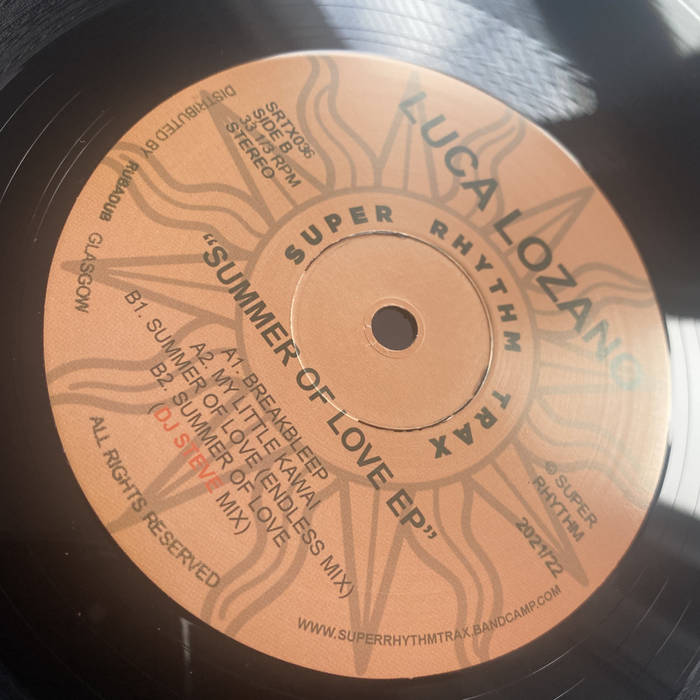 LUCA LOZANO
SRTX036
SIDE B
33 1/3 RPM
STEREO
DISTRIBUTED BY RUBADUB GLASGOW
SUPER RHYTHM TRAX
"SUMMER OF LOVE EP"
A1. BREAKBLEEP
A2. MY LITTLE KAWAI
B1. SUMMER OF LOVE (ENDLESS MIX)
B2. SUMMER OF LOVE
(DJ STEVE MIX)
℗ SUPER
RHYTHM
2021/22
ALL RIGHTS RESERVED
WWW.SUPERRHYTHMTRAX.BANDCAMP.COM